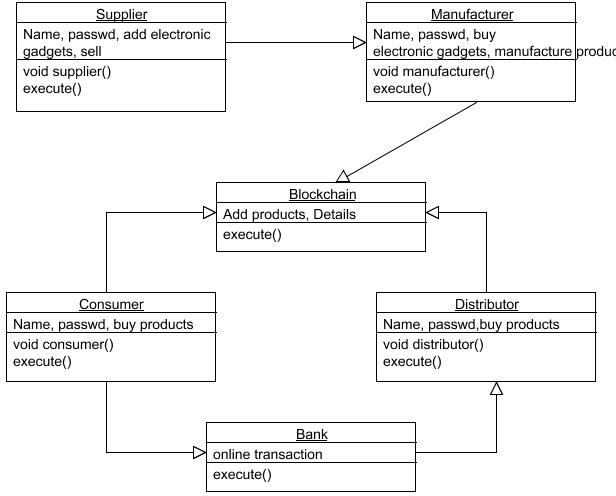 Supplier
Name, passwd, add electronic
gadgets, sell
void supplier()
execute()
Manufacturer
Name, passwd, buy
electronic gadgets, manufacture produc
void manufacturer()
execute()
Blockchain
Add products, Details
execute()
Consumer
Name, passwd, buy products
void consumer()
execute()
Distributor
Name, passwd,buy products
void distributor()
execute()
Bank
online transaction
execute()